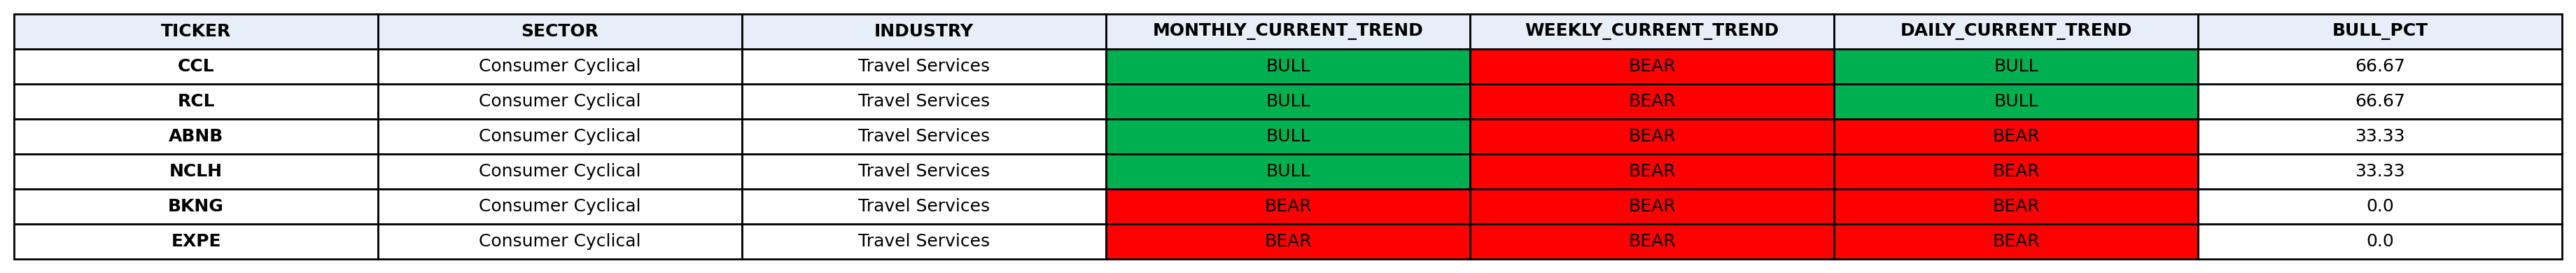 TICKER SECTOR INDUSTRY MONTHLY_CURRENT_TREND WEEKLY_CURRENT_TREND DAILY_CURRENT_TREND BULL_PCT
CCL Consumer Cyclical Travel Services BULL BEAR BULL 66.67
RCL Consumer Cyclical Travel Services BULL BEAR BULL 66.67
ABNB Consumer Cyclical Travel Services BULL BEAR BEAR 33.33
NCLH Consumer Cyclical Travel Services BULL BEAR BEAR 33.33
BKNG Consumer Cyclical Travel Services BEAR BEAR BEAR 0.0
EXPE Consumer Cyclical Travel Services BEAR BEAR BEAR 0.0